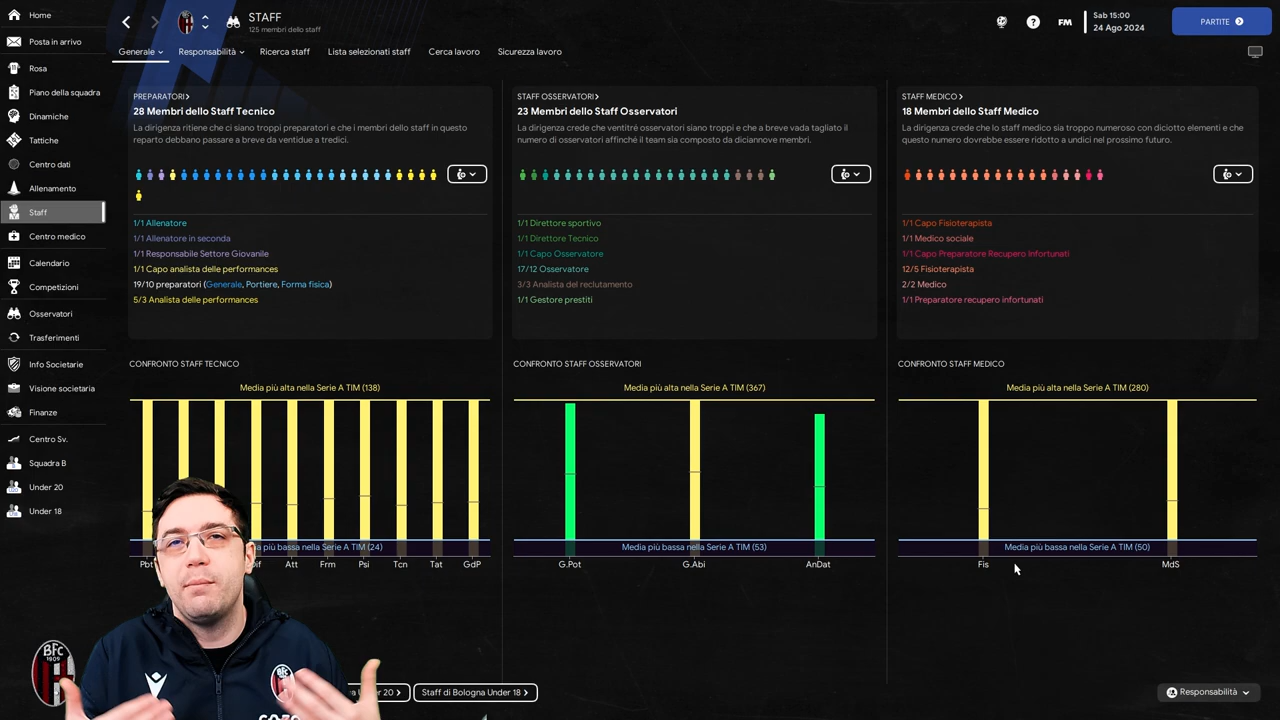 Home
Posta in arrivo
Rosa
Piano della squadra
Dinamiche
Tattiche
Centro dati
Allenamento
Staff
Centro medico
Calendario
Competizioni
Osservatori
Trasferimenti
Info Societarie
Visione societaria
Finanze
Centro Sv.
Squadra B
Under 20
Under 18
STAFF
125 membri dello staff
FM
Sab 15:00
24 Ago 2024
PARTITE
Generale
Responsabilità
Ricerca staff
Lista selezionati staff
Cerca lavoro
Sicurezza lavoro
PREPARATORI
28 Membri dello Staff Tecnico
La dirigenza ritiene che ci siano troppi preparatori e che i membri dello staff in questo
reparto debbano passare a breve da ventidue a tredici.
1/1 Allenatore
1/1 Allenatore in seconda
1/1 Responsabile Settore Giovanile
1/1 Capo analista delle performances
19/10 preparatori (Generale, Portiere, Forma fisica)
5/3 Analista delle performances
STAFF OSSERVATORI
23 Membri dello Staff Osservatori
La dirigenza crede che ventitré osservatori siano troppi e che a breve vada tagliato il
numero di osservatori affinché il team sia composto da diciannove membri.
1/1 Direttore sportivo
1/1 Direttore Tecnico
1/1 Capo Osservatore
17/12 Osservatore
3/3 Analista del reclutamento
1/1 Gestore prestiti
STAFF MEDICO
18 Membri dello Staff Medico
La dirigenza crede che lo staff medico sia troppo numeroso con diciotto elementi e che
questo numero dovrebbe essere ridotto a undici nel prossimo futuro.
1/1 Capo Fisioterapista
1/1 Medico sociale
1/1 Capo Preparatore Recupero Infortunati
12/5 Fisioterapista
2/2 Medico
1/1 Preparatore recupero infortunati
CONFRONTO STAFF TECNICO
Media più alta nella Serie A TIM (138)
più bassa nella Serie A TIM (24)
Pbt
Att
Frm
Psi
Tcn
Tat
GdP
CONFRONTO STAFF OSSERVATORI
Media più alta nella Serie A TIM (367)
Media più bassa nella Serie A TIM (53)
G.Pot
G.Abi
AnDat
CONFRONTO STAFF MEDICO
Media più alta nella Serie A TIM (280)
Media più bassa nella Serie A TIM (50)
Fis
MdS
BFC
1909
BFC
20
Staff di Bologna Under 18
Responsabilità